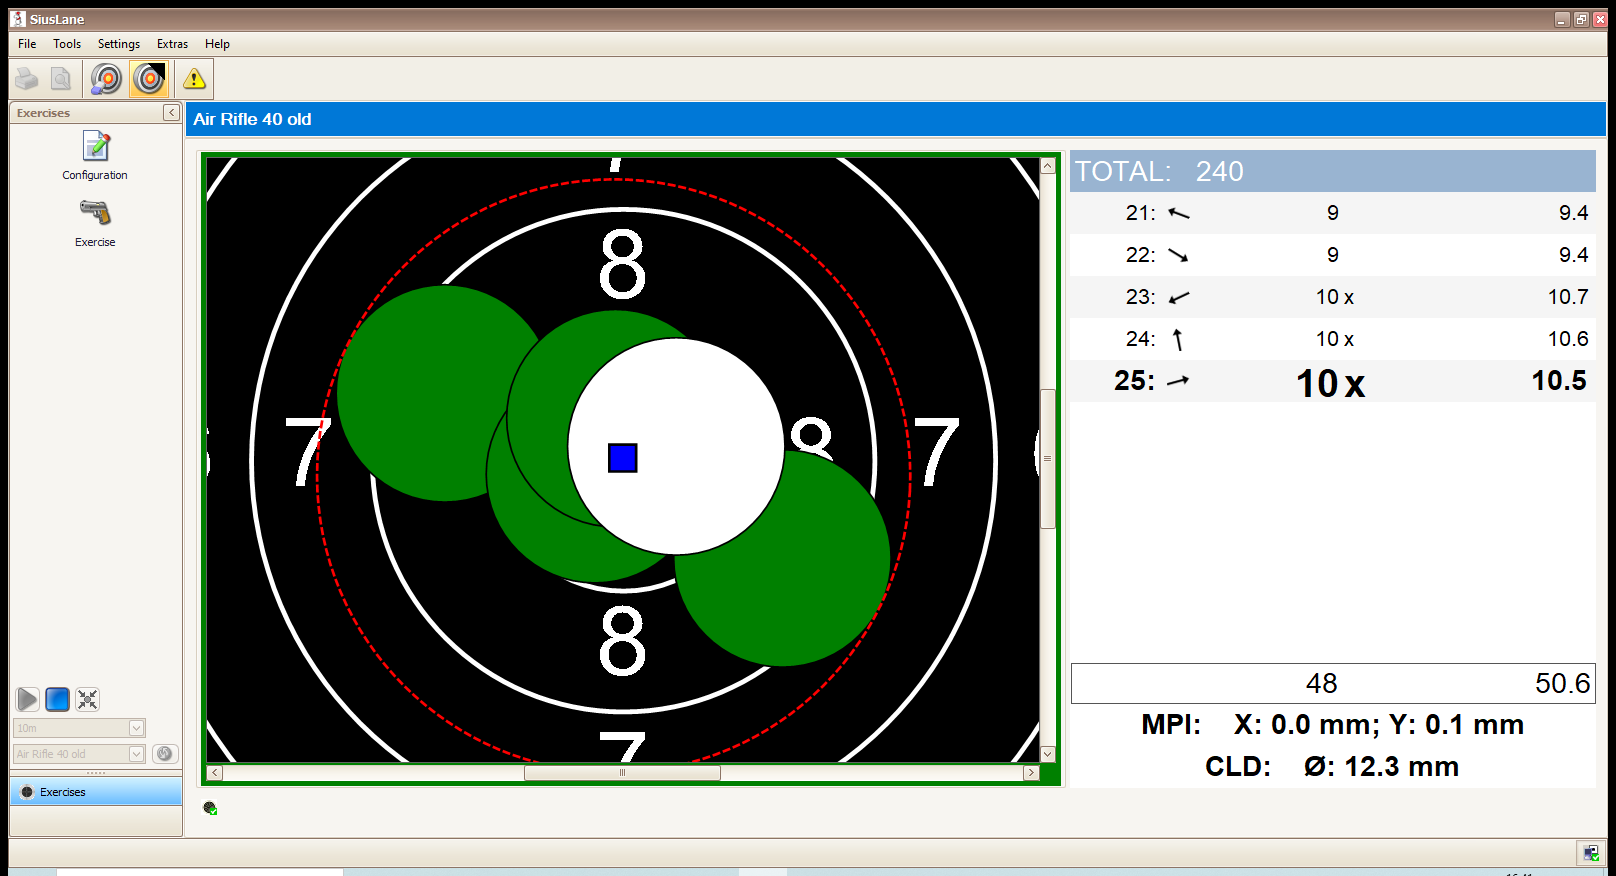 SiusLane
File Tools Settings Extras Help
Exercises
Configuration
Exercise
10m
Air Rifle 40 old
Exercises
Air Rifle 40 old
8
7 8 7
8
7
TOTAL: 240
21: 9 9.4
22: 9 9.4
23: 10 x 10.7
24: 10 x 10.6
25: 10 x 10.5
48 50.6
MPI: X: 0.0 mm; Y: 0.1 mm
CLD: Ø: 12.3 mm